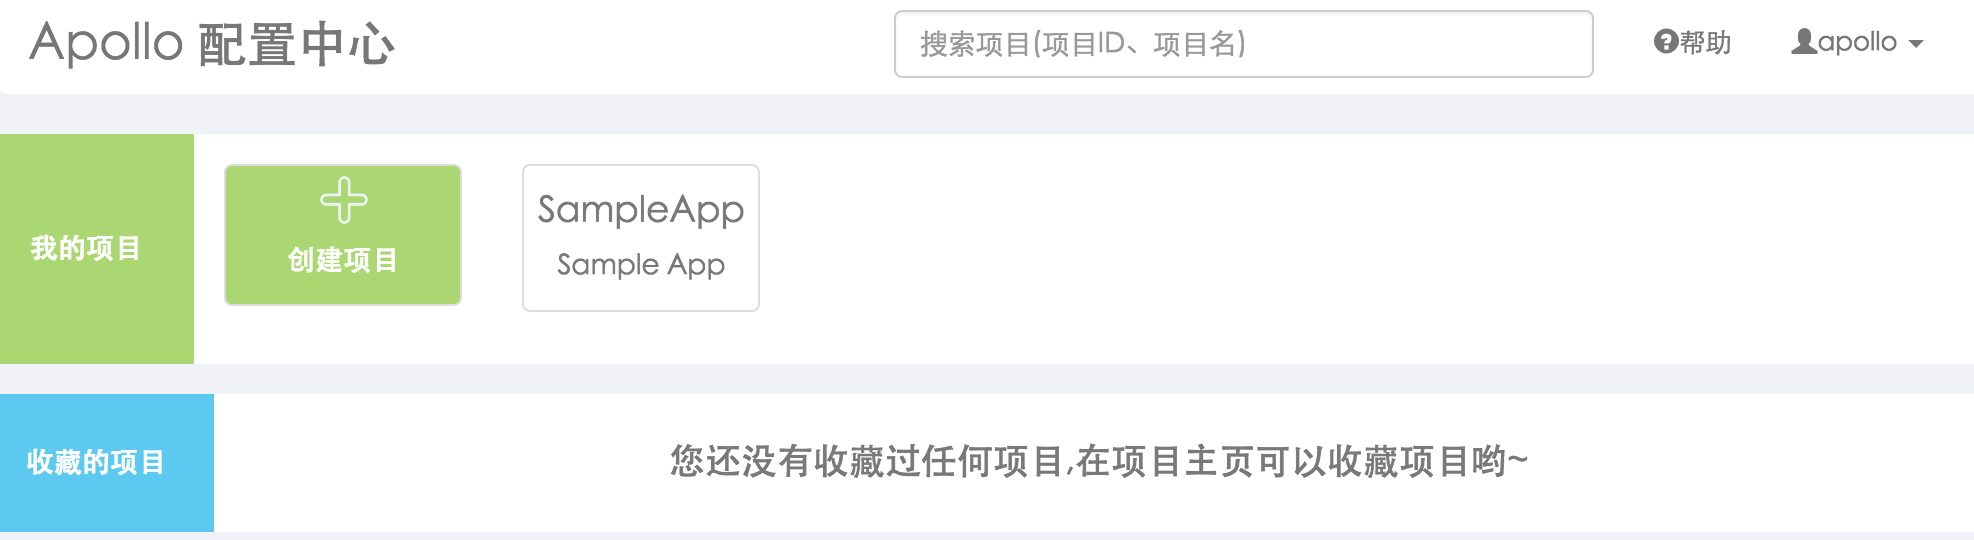 Apollo 配置中心
搜索项目(项目ID、项目名)
帮助
apollo
我的项目
创建项目
SampleApp
Sample App
收藏的项目
您还没有收藏过任何项目,在项目主页可以收藏项目哟~